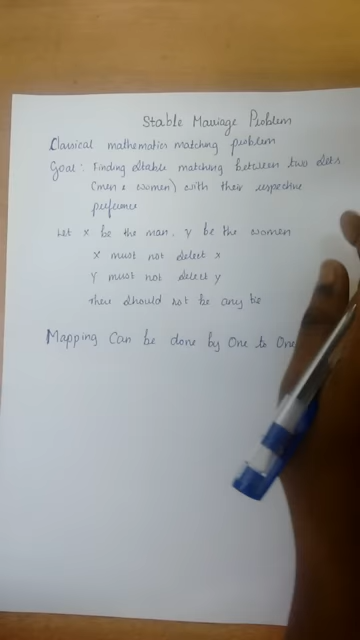 Stable Marriage Problem
Classical mathematics matching problem
Goal: Finding stable matching between two sets
(men & women) with their respective
perference
Let X be the man, Y be the women
X must not select x
Y must not select y
There should not be any tie
Mapping Can be done by One to One